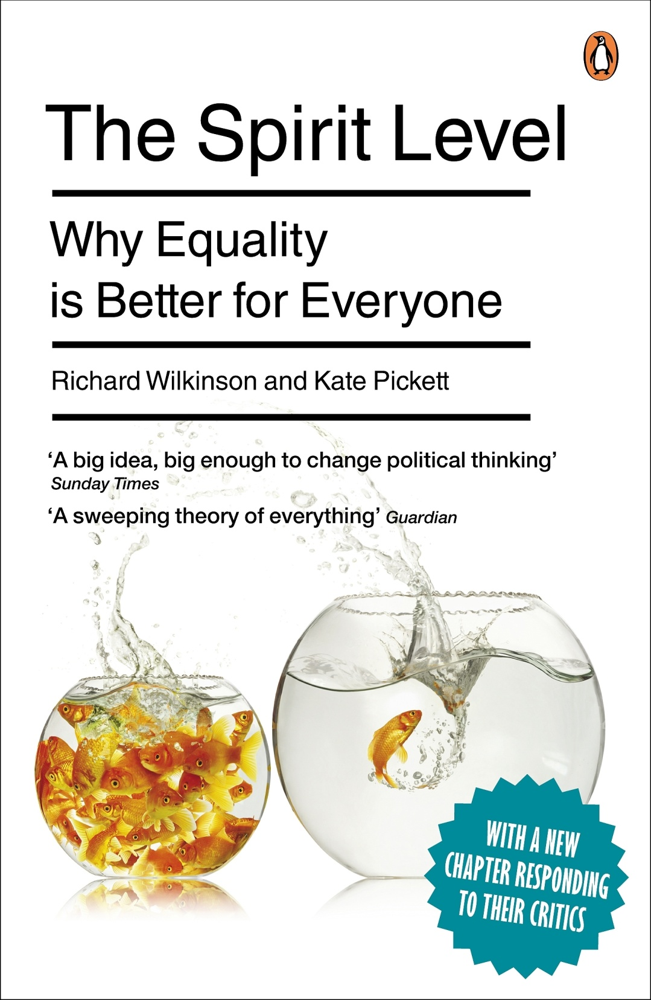 The Spirit Level
Why Equality
is Better for Everyone
Richard Wilkinson and Kate Pickett
‘A big idea, big enough to change political thinking’
Sunday Times
‘A sweeping theory of everything’ Guardian
WITH A NEW
CHAPTER RESPONDING
TO THEIR CRITICS